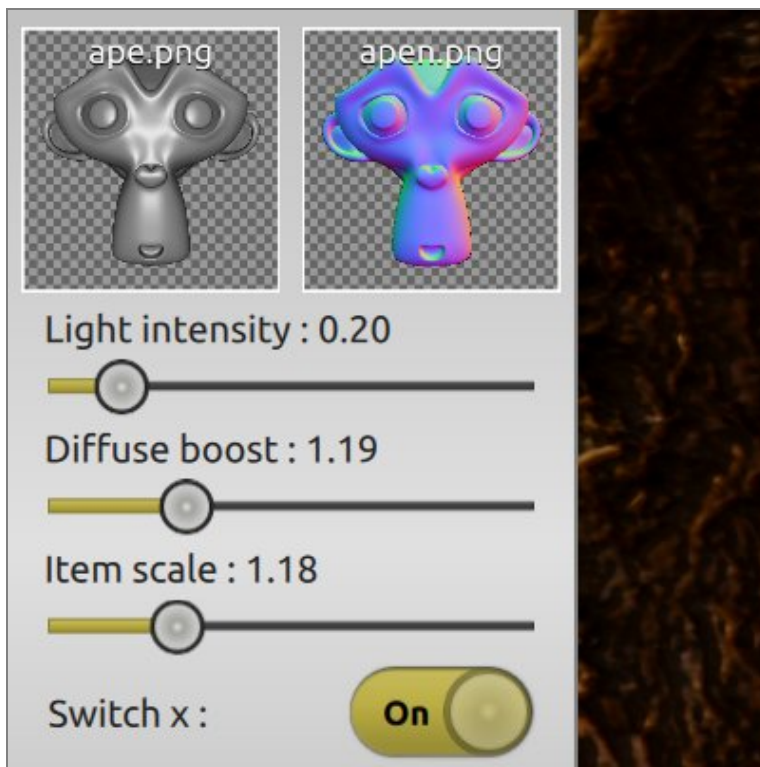 ape.png
apen.png
Light intensity : 0.20
Diffuse boost : 1.19
Item scale : 1.18
Switch x :
On